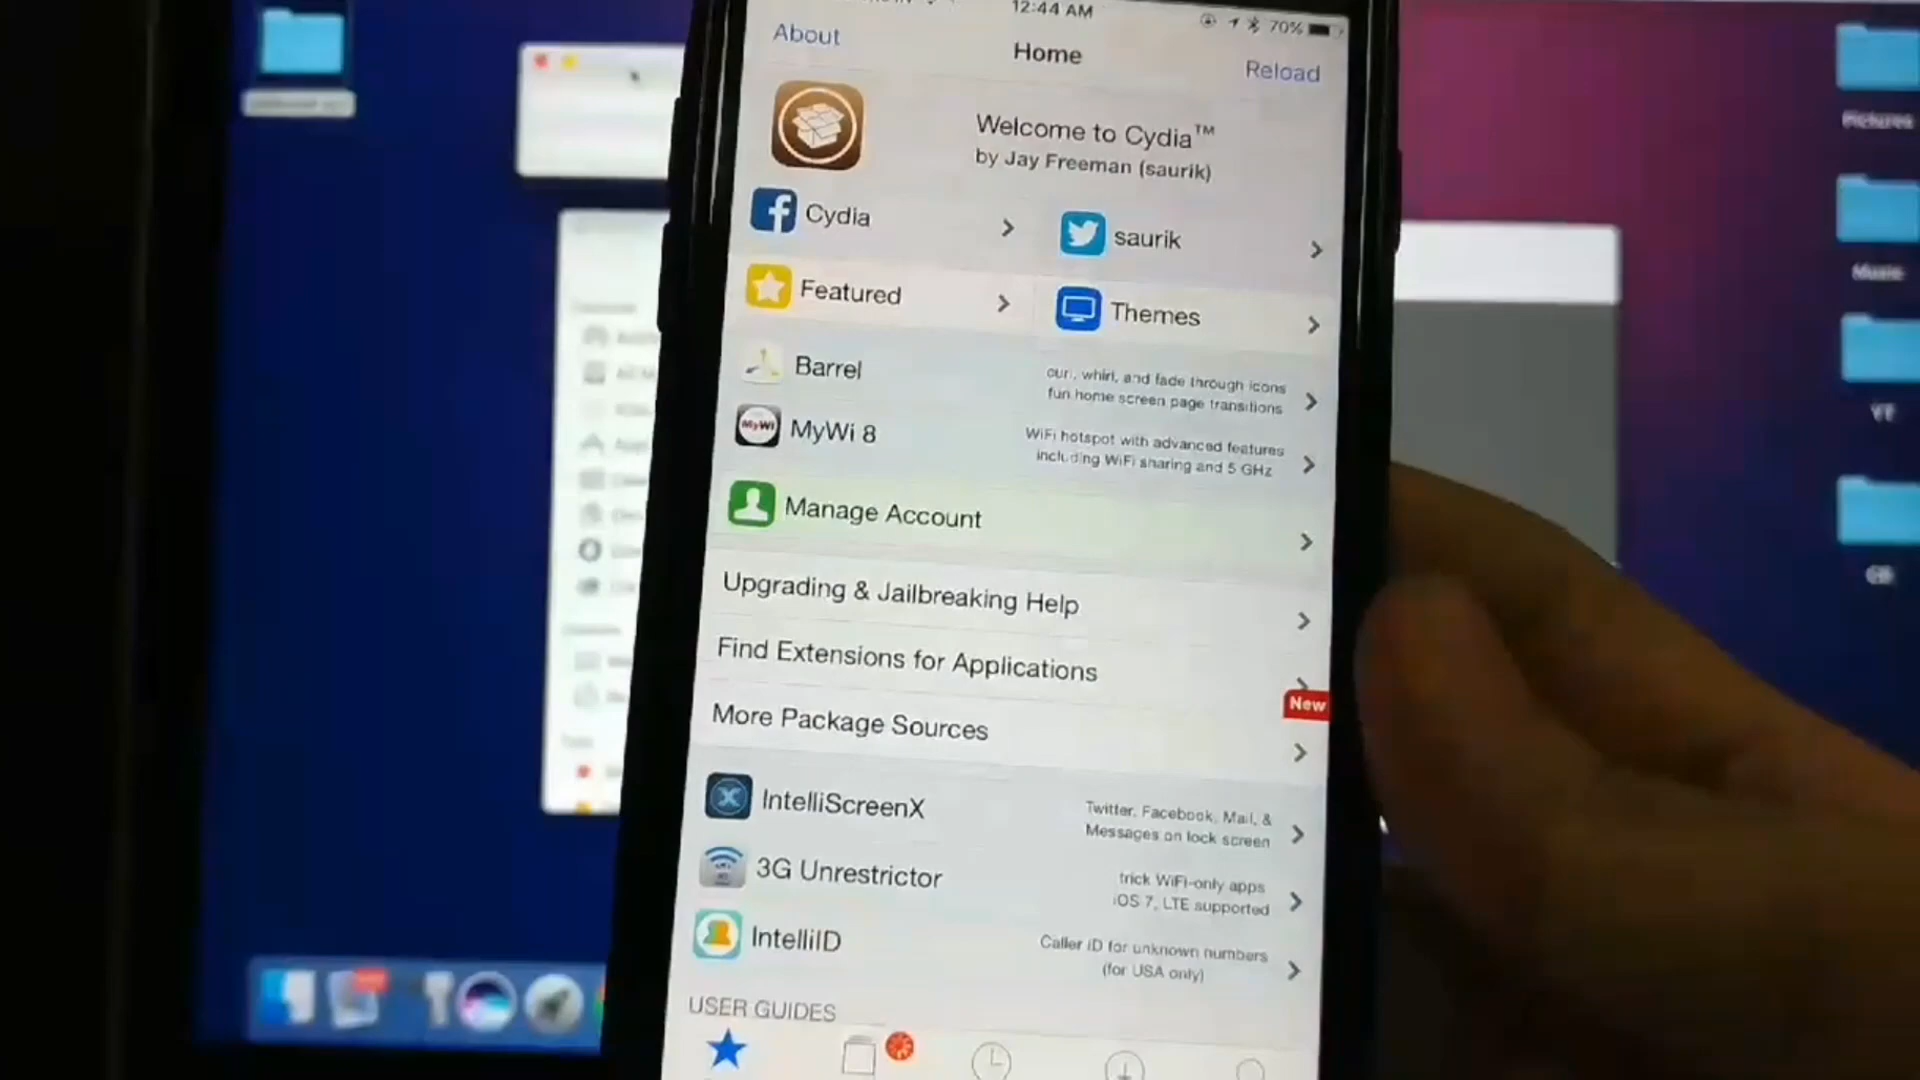 12:44 AM
70%
About
Home
Reload
Welcome to Cydia™
by Jay Freeman (saurik)
Cydia
saurik
Featured
Themes
Barrel
curl, whirl, and fade through icons
fun home screen page transitions
MyWi
MyWi 8
WiFi hotspot with advanced features
including WiFi sharing and 5 GHz
Manage Account
Upgrading & Jailbreaking Help
Find Extensions for Applications
New
More Package Sources
IntelliScreenX
Twitter, Facebook, Mail, &
Messages on lock screen
3G Unrestrictor
trick WiFi-only apps
iOS 7, LTE supported
IntelliID
Caller ID for unknown numbers
(for USA only)
USER GUIDES
Pictures
Music